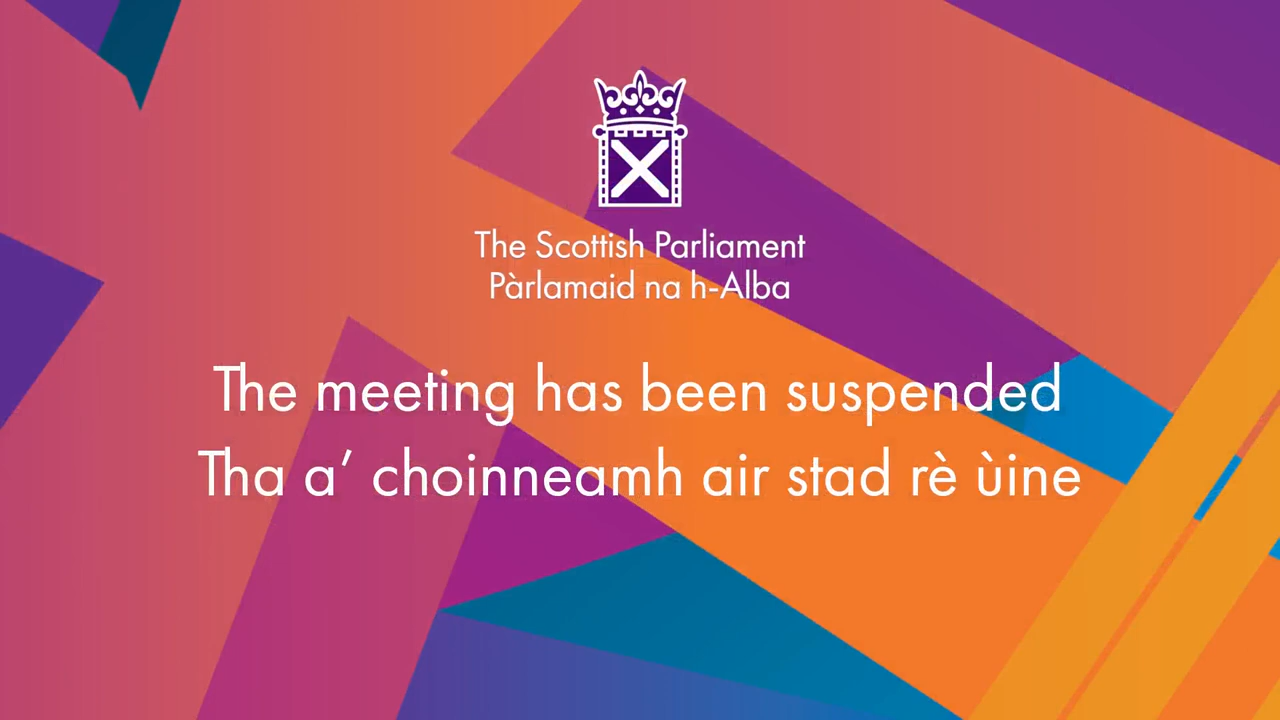 The Scottish Parliament
Pàrlamaid na h-Alba
The meeting has been suspended
Tha a’ choinneamh air stad rè ùine